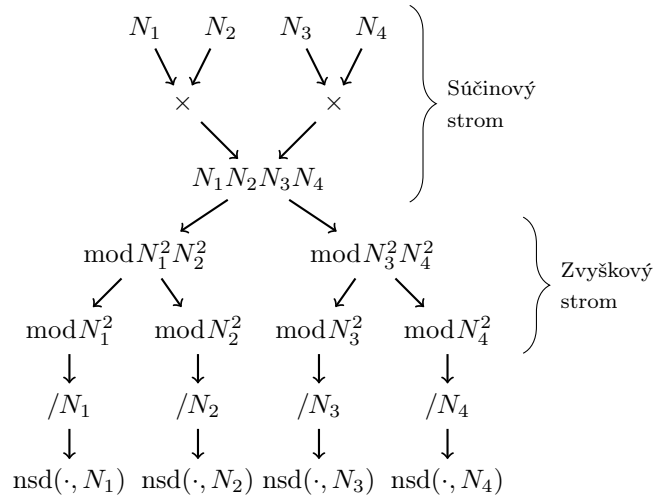 N₁ N₂ N₃ N₄
× ×
Súčinový
strom
N₁N₂N₃N₄
modN₁²N₂² modN₃²N₄²
Zvyškový
strom
modN₁² modN₂² modN₃² modN₄²
/N₁ /N₂ /N₃ /N₄
nsd(·, N₁) nsd(·, N₂) nsd(·, N₃) nsd(·, N₄)